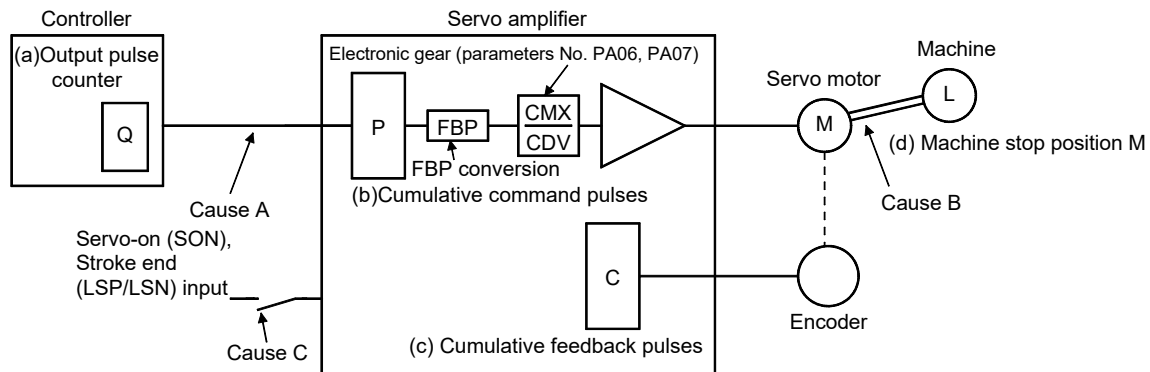 Controller
Servo amplifier
(a)Output pulse
counter
Q
Electronic gear (parameters No. PA06, PA07)
P
FBP
CMX
CDV
FBP conversion
(b)Cumulative command pulses
Servo motor
M
Machine
L
(d) Machine stop position M
Cause A
Cause B
Servo-on (SON),
Stroke end
(LSP/LSN) input
Cause C
C
(c) Cumulative feedback pulses
Encoder